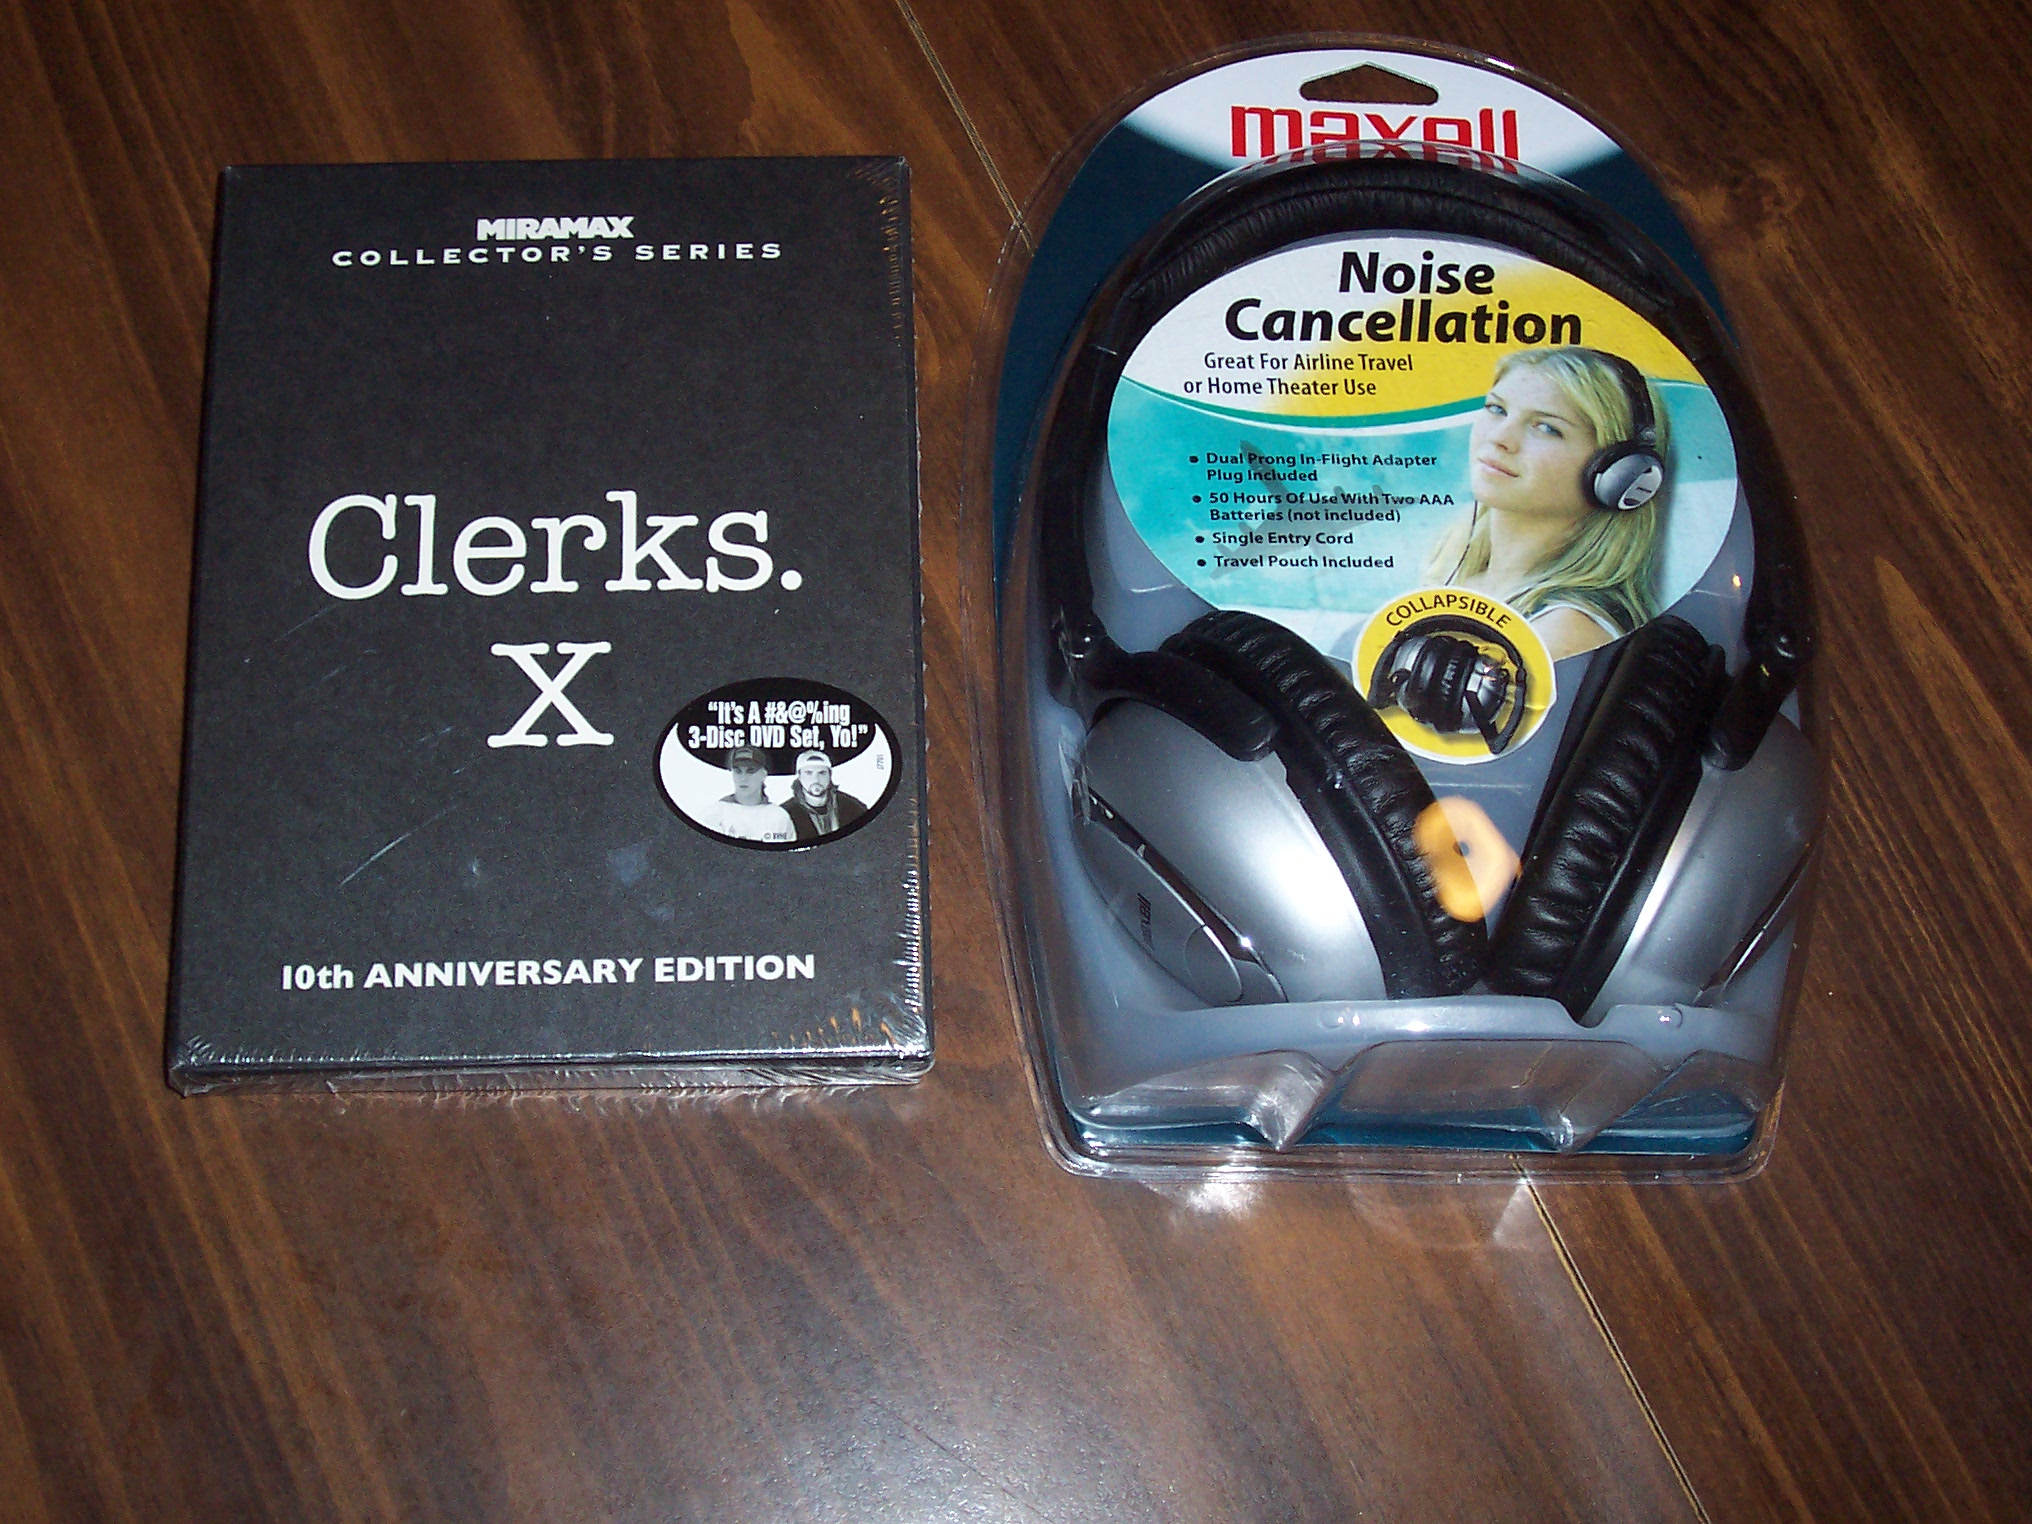 MIRAMAX
COLLECTOR'S SERIES
Clerks.
X
"It's A #&@%ing
3-Disc DVD Set, Yo!"
10th ANNIVERSARY EDITION
maxell
Noise
Cancellation
Great For Airline Travel
or Home Theater Use
• Dual Prong In-Flight Adapter
Plug Included
• 50 Hours Of Use With Two AAA
Batteries (not included)
• Single Entry Cord
• Travel Pouch Included
COLLAPSIBLE
maxell